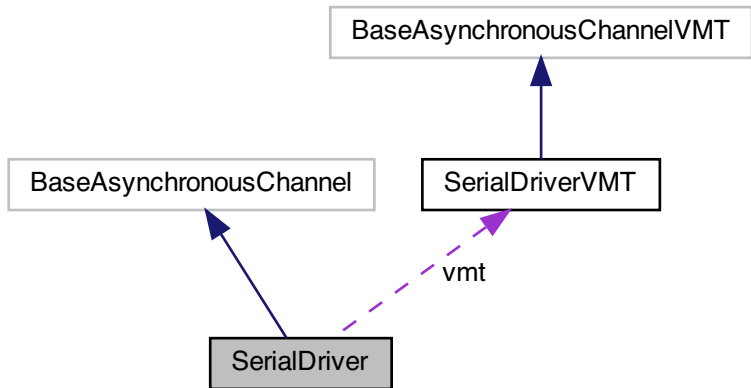 BaseAsynchronousChannelVMT
BaseAsynchronousChannel
SerialDriverVMT
vmt
SerialDriver